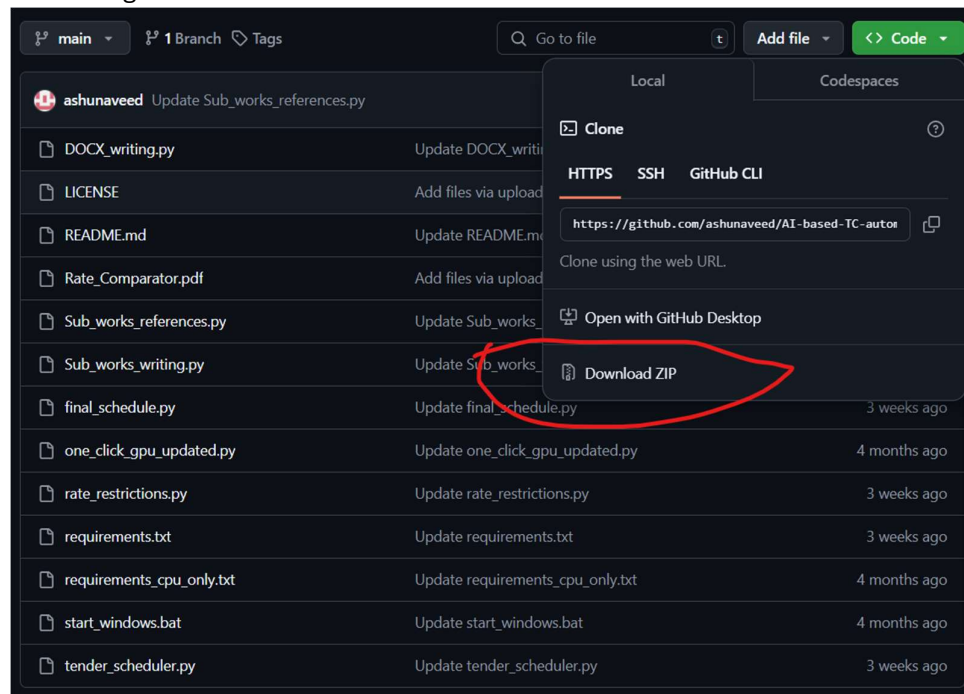 main 1 Branch Tags Go to file t Add file <> Code
ashunaveed Update Sub_works_references.py
Local Codespaces
Clone
HTTPS SSH GitHub CLI
https://github.com/ashunaveed/AI-based-TC-autom
Clone using the web URL.
Open with GitHub Desktop
Download ZIP
DOCX_writing.py Update DOCX_writi
LICENSE Add files via upload
README.md Update README.m
Rate_Comparator.pdf Add files via upload
Sub_works_references.py Update Sub_works_
Sub_works_writing.py Update Sub_works_
final_schedule.py Update final_schedule.py 3 weeks ago
one_click_gpu_updated.py Update one_click_gpu_updated.py 4 months ago
rate_restrictions.py Update rate_restrictions.py 3 weeks ago
requirements.txt Update requirements.txt 3 weeks ago
requirements_cpu_only.txt Update requirements_cpu_only.txt 4 months ago
start_windows.bat Update start_windows.bat 4 months ago
tender_scheduler.py Update tender_scheduler.py 3 weeks ago